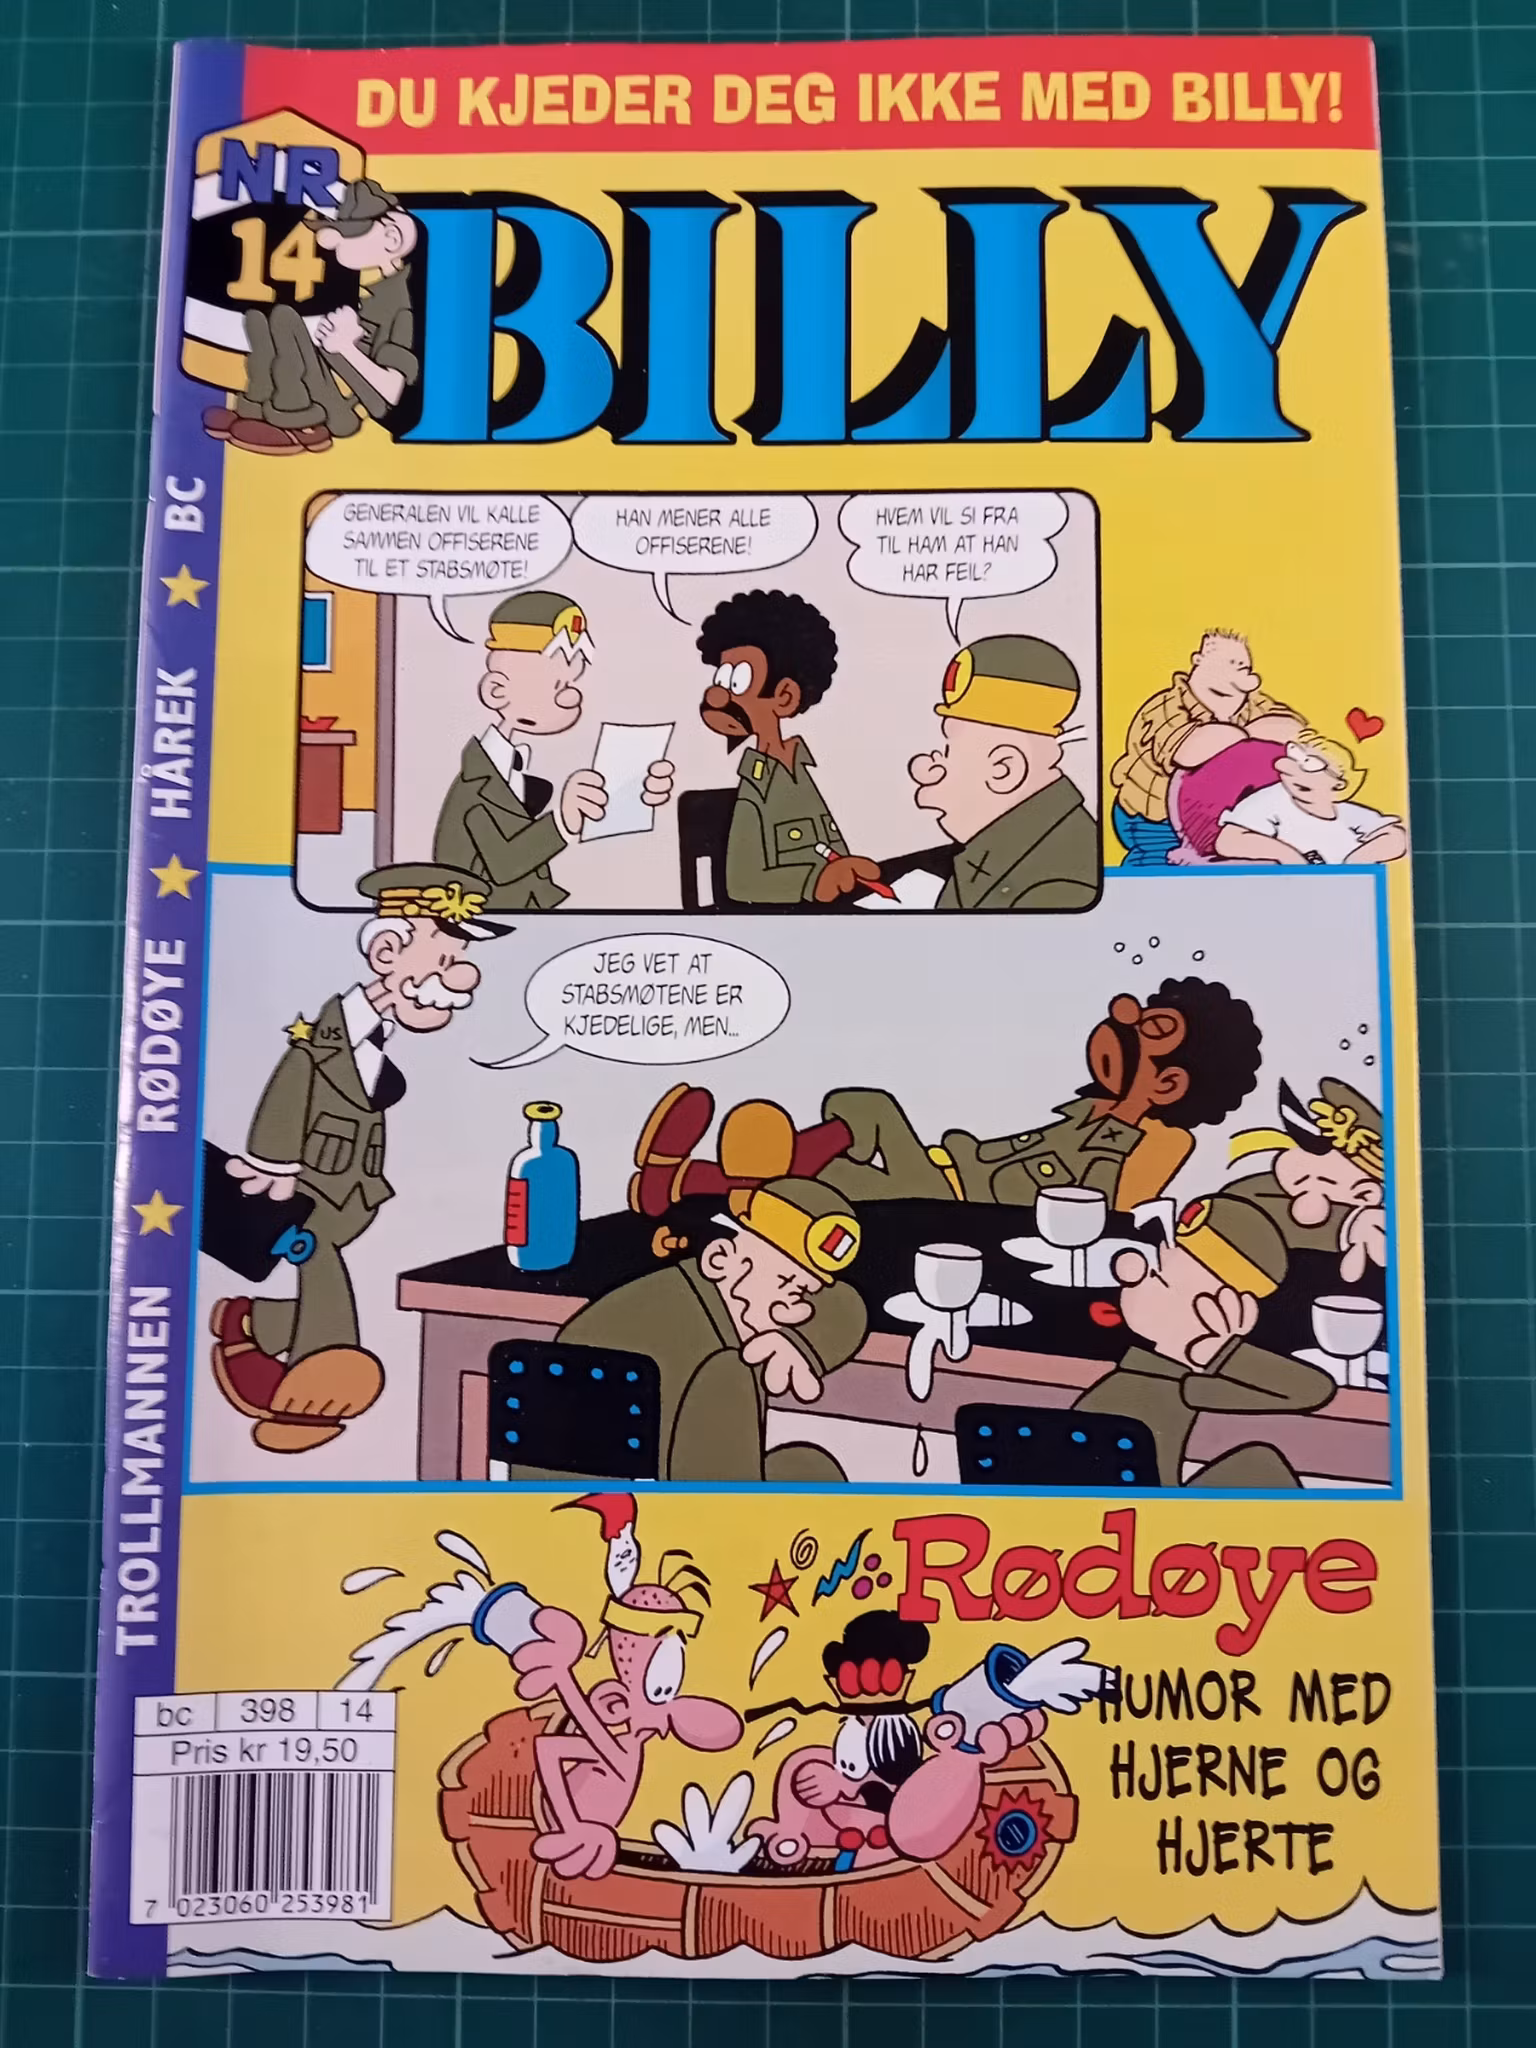 DU KJEDER DEG IKKE MED BILLY!
NR
14
BILLY
GENERALEN VIL KALLE
SAMMEN OFFISERENE
TIL ET STABSMØTE!
HAN MENER ALLE
OFFISERENE!
HVEM VIL SI FRA
TIL HAM AT HAN
HAR FEIL?
JEG VET AT
STABSMØTENE ER
KJEDELIGE, MEN...
US
TROLLMANNEN ★ RØDØYE ★ HÅREK ★ BC
Rødøye
HUMOR MED
HJERNE OG
HJERTE
bc 398 14
Pris kr 19,50
7 023060 253981